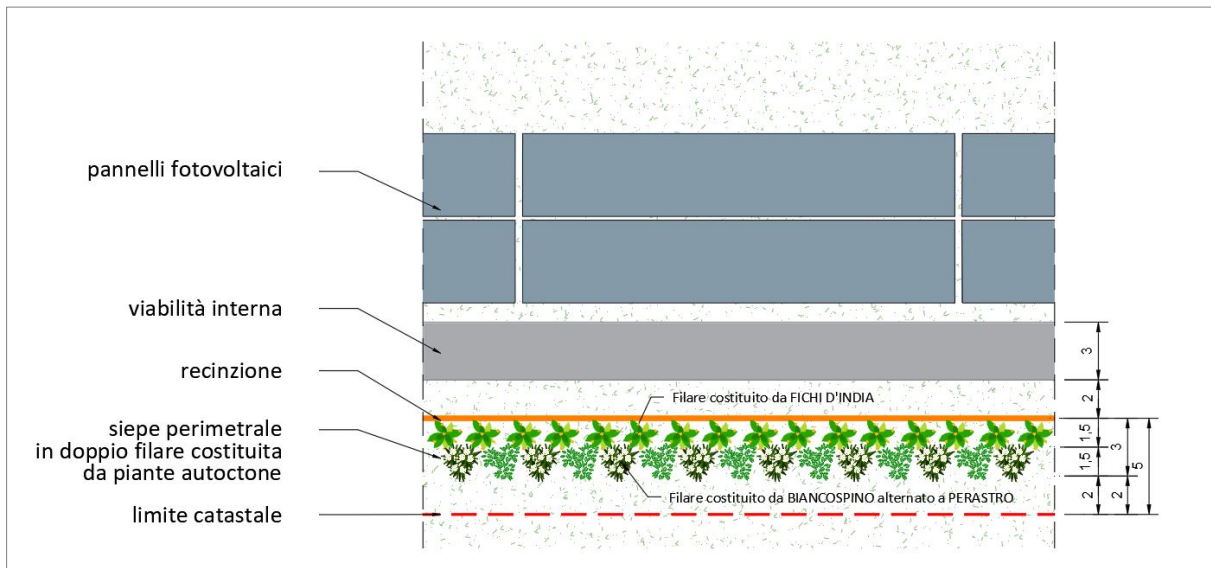 pannelli fotovoltaici
viabilità interna
recinzione
siepe perimetrale
in doppio filare costituita
da piante autoctone
limite catastale
Filare costituito da FICHI D'INDIA
Filare costituito da BIANCOSPINO alternato a PERASTRO
3
2
1,5
1,5
3
5
2
2